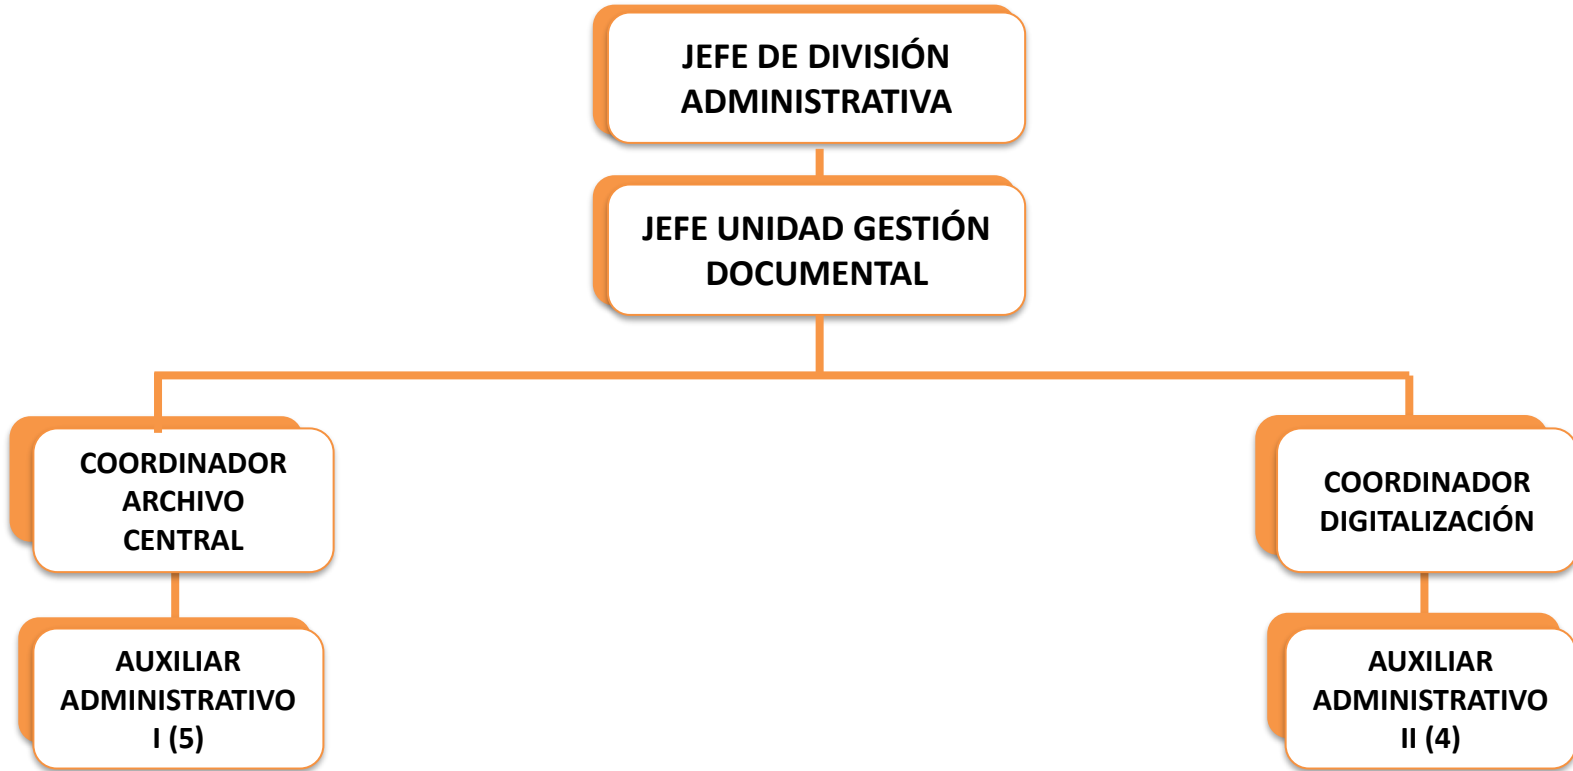 JEFE DE DIVISIÓN
ADMINISTRATIVA
JEFE UNIDAD GESTIÓN
DOCUMENTAL
COORDINADOR
ARCHIVO
CENTRAL
COORDINADOR
DIGITALIZACIÓN
AUXILIAR
ADMINISTRATIVO
I (5)
AUXILIAR
ADMINISTRATIVO
II (4)